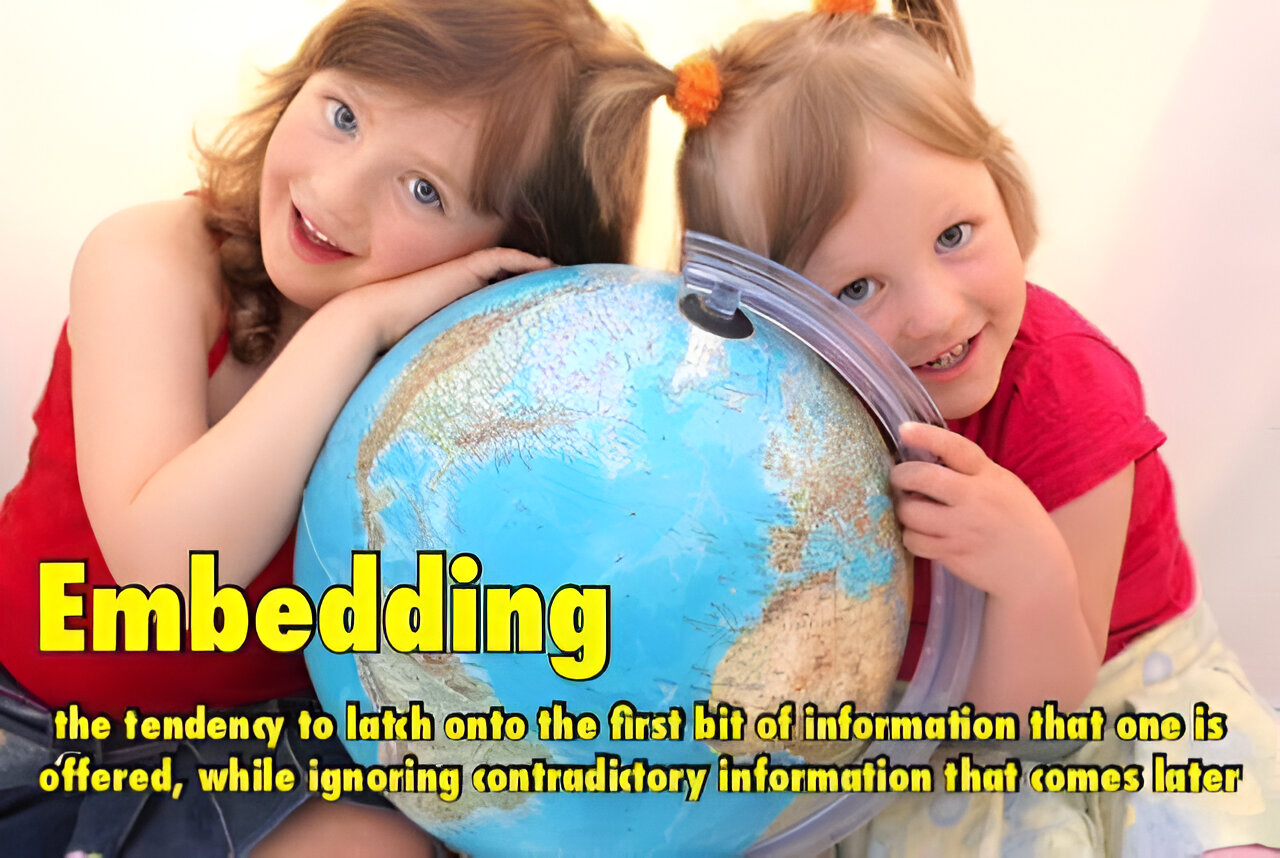 Embedding
the tendency to latch onto the first bit of information that one is
offered, while ignoring contradictory information that comes later